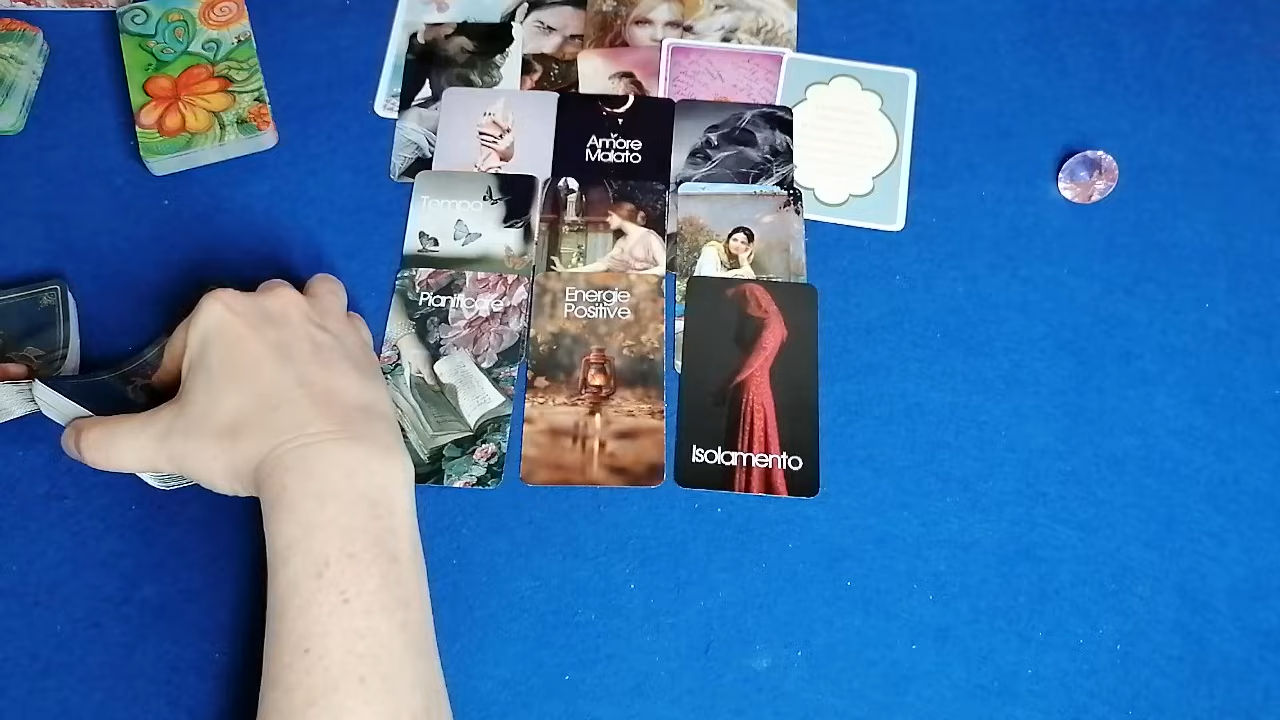 Amore
Malato
Tempo
Pianificare
Energie
Positive
Isolamento